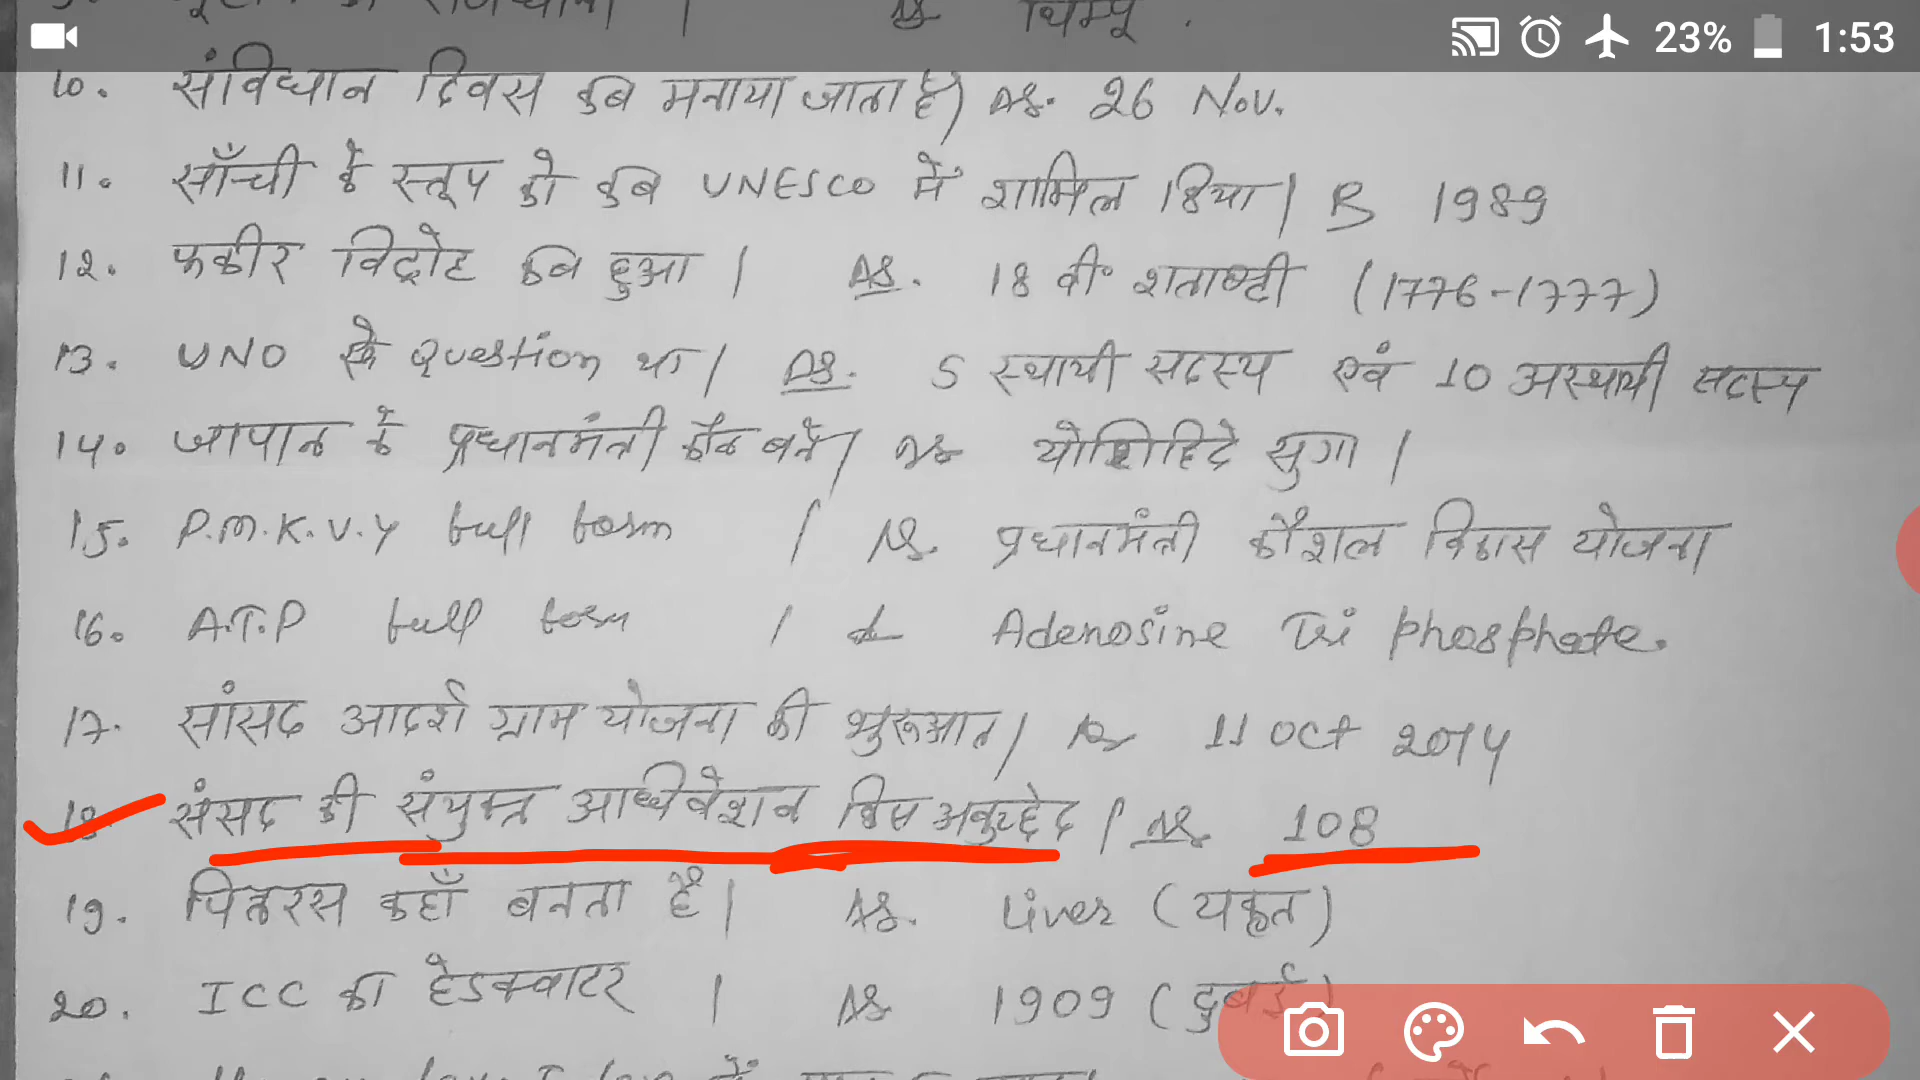 23% 1:53
थिम्पू .
10. संविधान दिवस कब मनाया जाता है| As. 26 Nov.
11. साँची के स्तूप को कब UNESCO में शामिल किया| 1989
12. फकीर विद्रोह कब हुआ | As. 18 वी शताब्दी (1776-1777)
13. UNO से Question था| As. 5 स्थायी सदस्य एवं 10 अस्थायी सदस्य
14. जापान के प्रधानमंत्री कौन बने| As योशिहिदे सुगा |
15. P.M.K.V.Y full form | As. प्रधानमंत्री कौशल विकास योजना
16. A.T.P full form | Adenosine Tri phosphate.
17. सांसद आदर्श ग्राम योजना की शुरूआत| As 11 Oct 2014
18 संसद की संयुक्त अधिवेशन किस अनुच्छेद | As 108
19. पितरस कहाँ बनता है| As. Liver (यकृत)
20. ICC का हेडक्वाटर | As 1909 (दुबई)